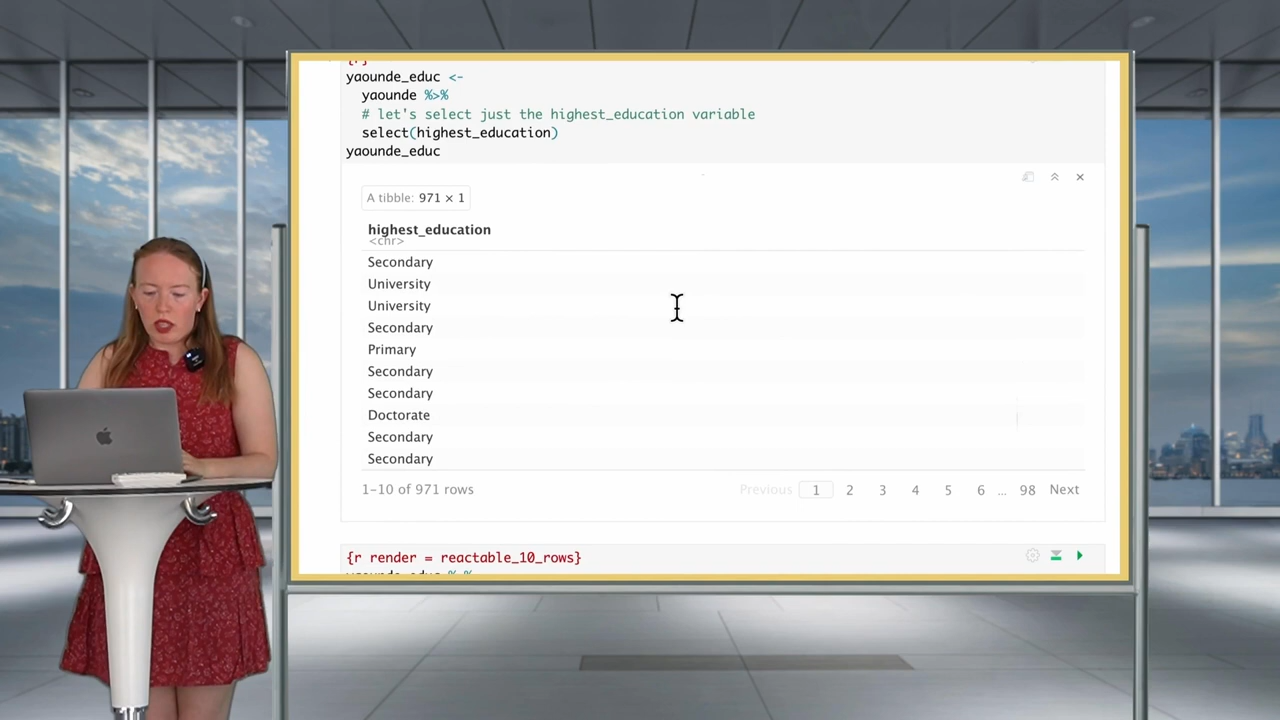 {r}
yaounde_educ <-
yaounde %>%
# let's select just the highest_education variable
select(highest_education)
yaounde_educ
A tibble: 971 × 1
highest_education
<chr>
Secondary
University
University
Secondary
Primary
Secondary
Secondary
Doctorate
Secondary
Secondary
1-10 of 971 rows Previous 1 2 3 4 5 6 ... 98 Next
{r render = reactable_10_rows}